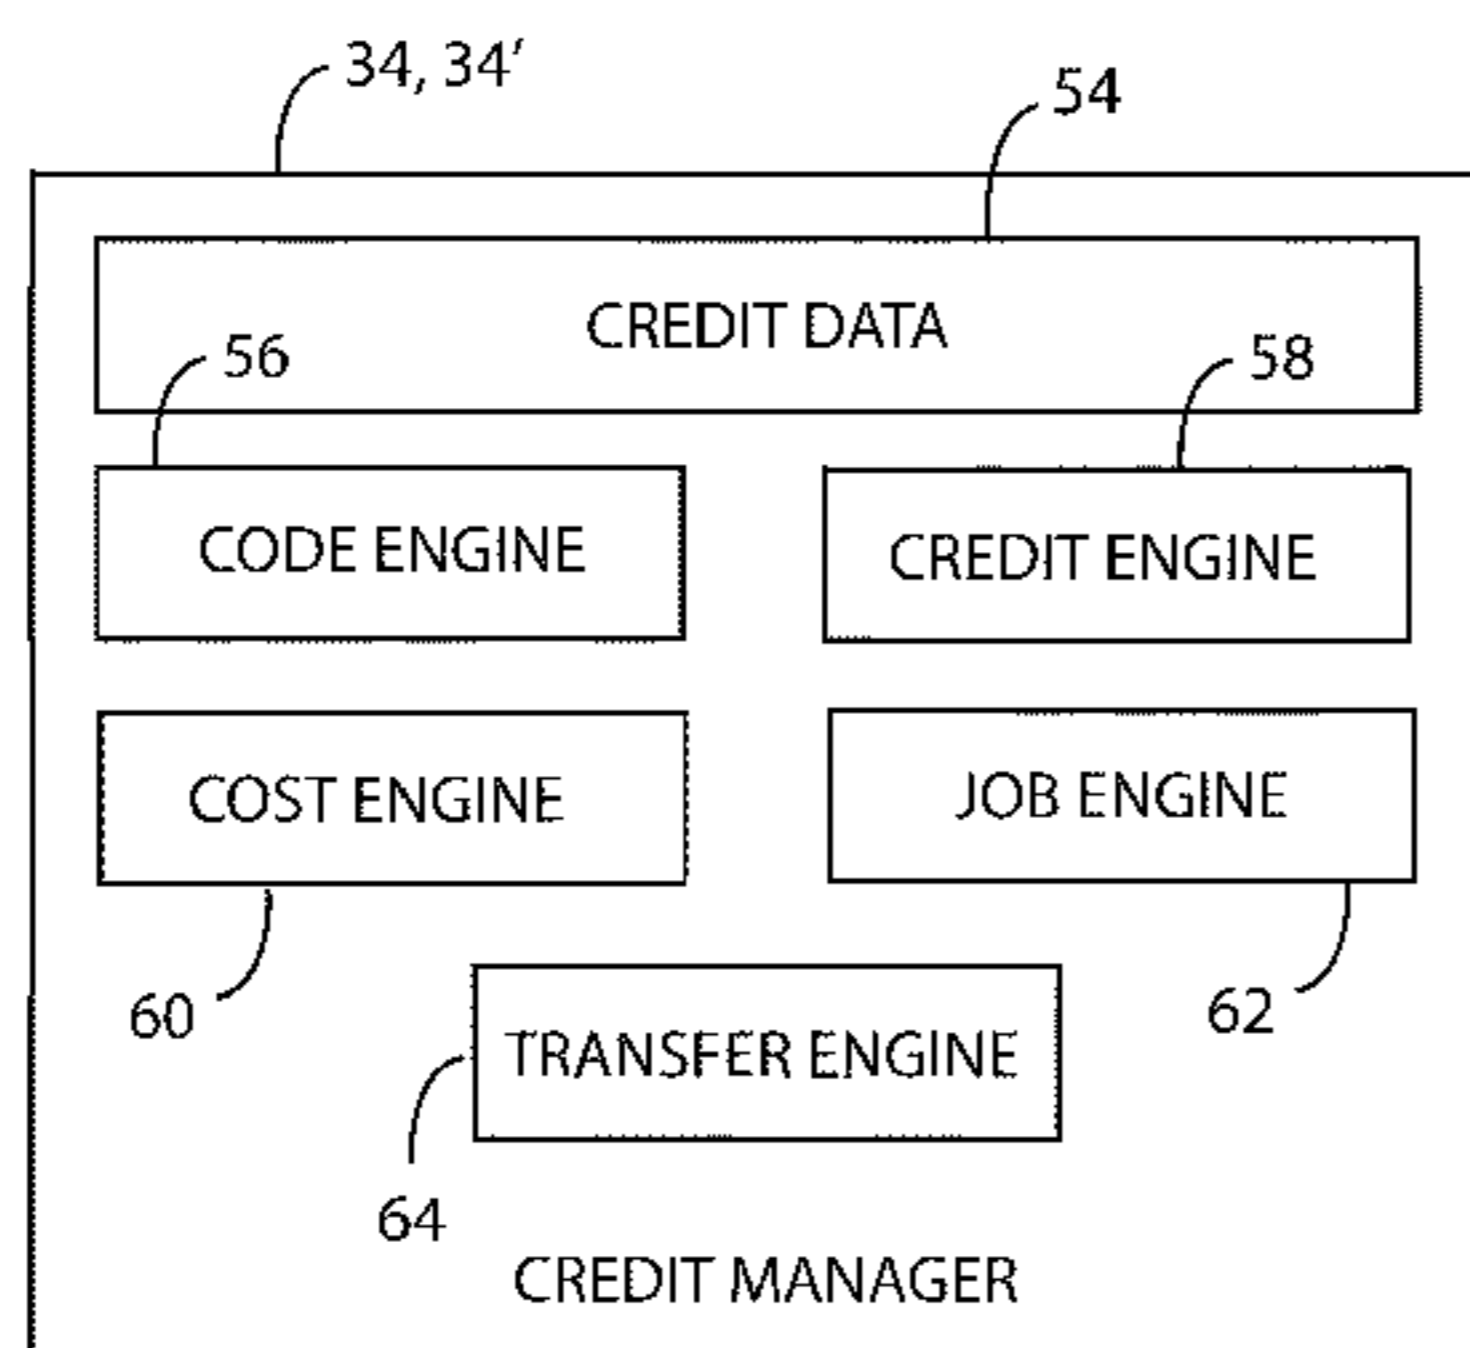 34, 34'
54
CREDIT DATA
56
58
CODE ENGINE
CREDIT ENGINE
COST ENGINE
JOB ENGINE
60
62
TRANSFER ENGINE
64
CREDIT MANAGER